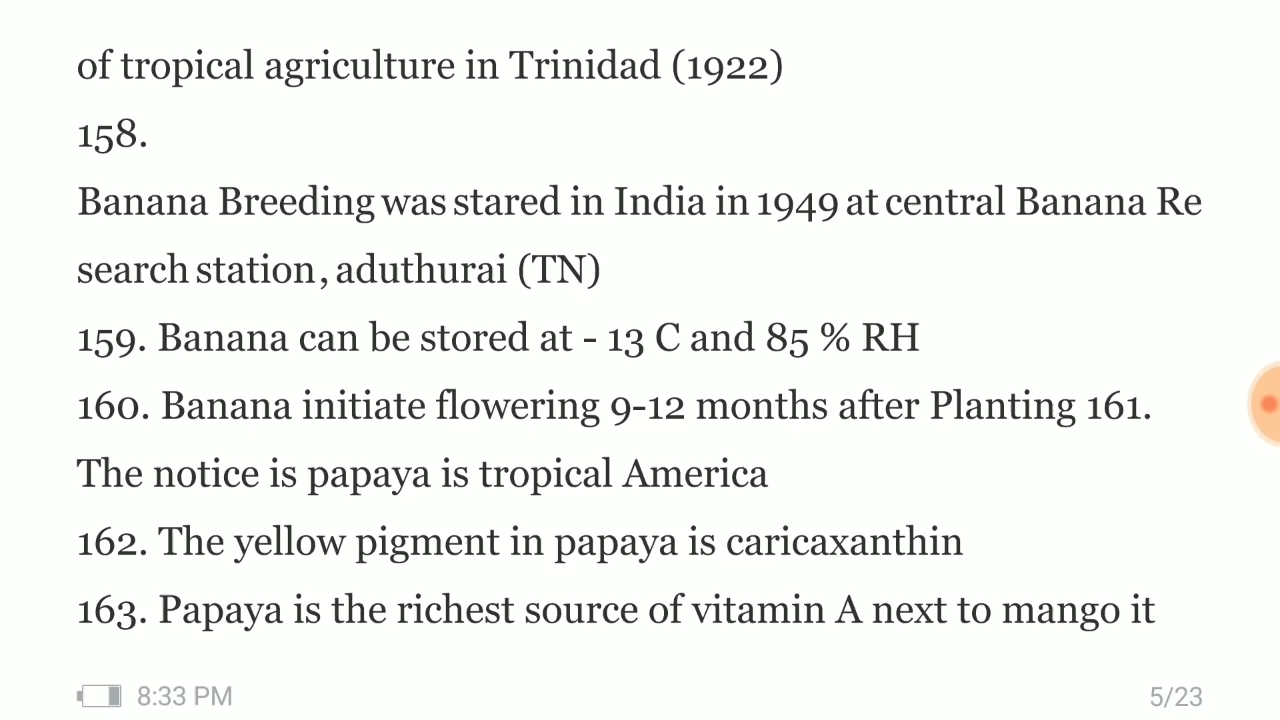 of tropical agriculture in Trinidad (1922)
158.
Banana Breeding was stared in India in 1949 at central Banana Re
search station, aduthurai (TN)
159. Banana can be stored at - 13 C and 85 % RH
160. Banana initiate flowering 9-12 months after Planting 161.
The notice is papaya is tropical America
162. The yellow pigment in papaya is caricaxanthin
163. Papaya is the richest source of vitamin A next to mango it
8:33 PM 5/23